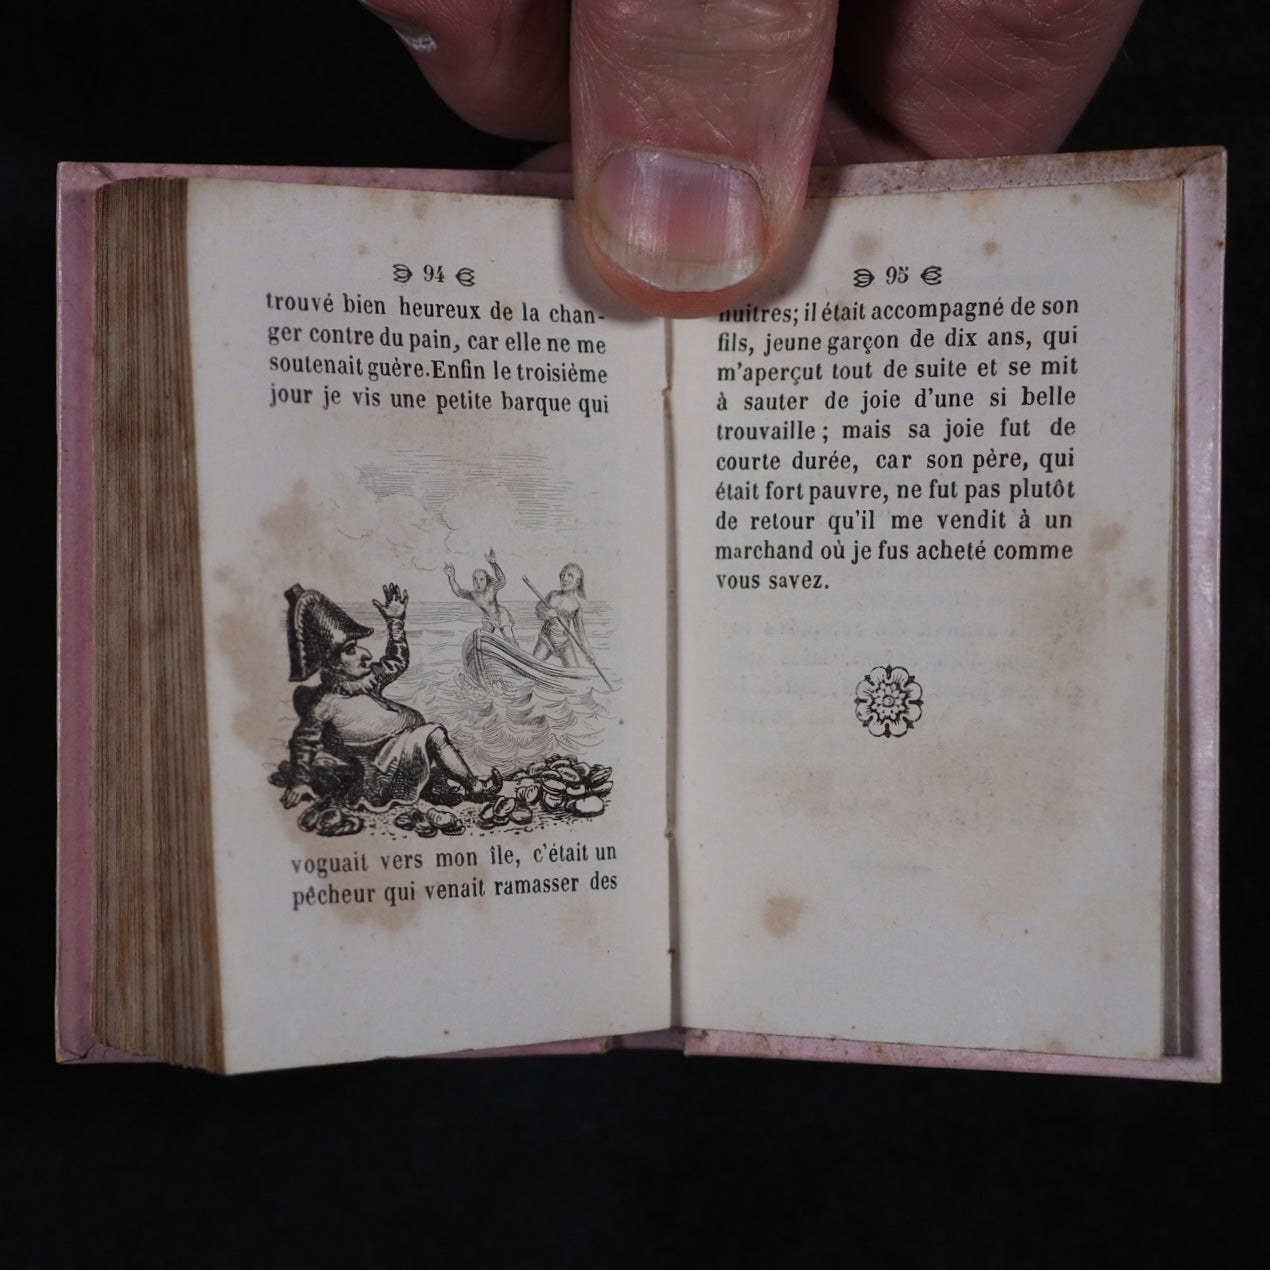 94
trouvé bien heureux de la chan-
ger contre du pain, car elle ne me
soutenait guère. Enfin le troisième
jour je vis une petite barque qui
voguait vers mon île, c'était un
pêcheur qui venait ramasser des
95
huitres; il était accompagné de son
fils, jeune garçon de dix ans, qui
m'aperçut tout de suite et se mit
à sauter de joie d'une si belle
trouvaille; mais sa joie fut de
courte durée, car son père, qui
était fort pauvre, ne fut pas plutôt
de retour qu'il me vendit à un
marchand où je fus acheté comme
vous savez.